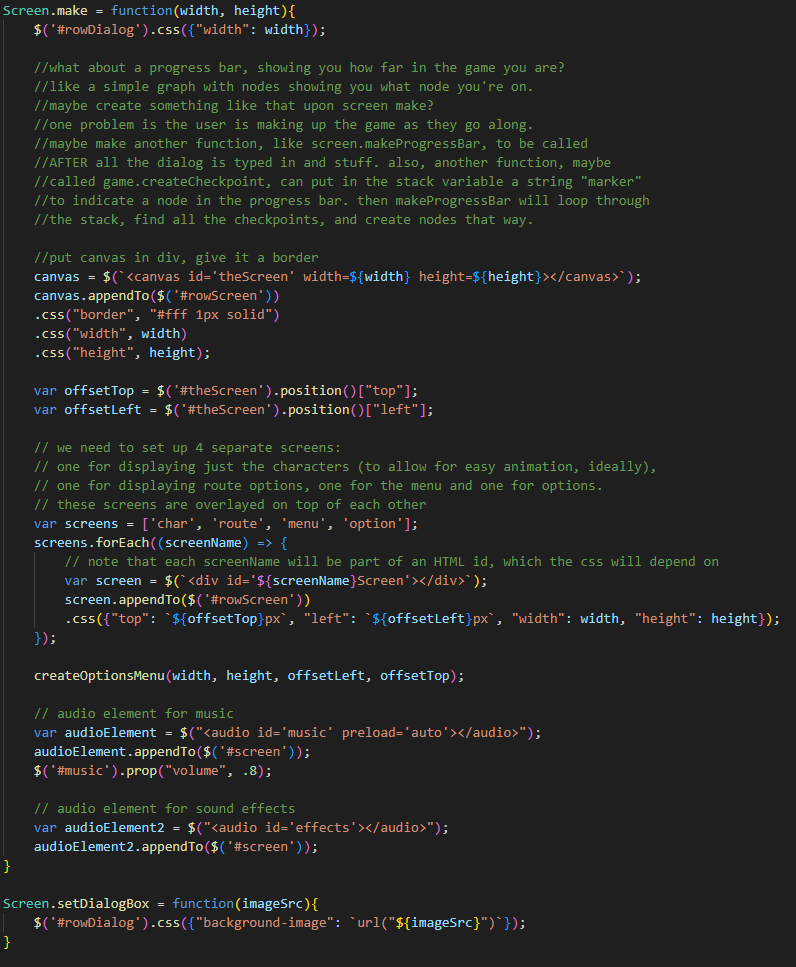 Screen.make = function(width, height){
$('#rowDialog').css({"width": width});
//what about a progress bar, showing you how far in the game you are?
//like a simple graph with nodes showing you what node you're on.
//maybe create something like that upon screen make?
//one problem is the user is making up the game as they go along.
//maybe make another function, like screen.makeProgressBar, to be called
//AFTER all the dialog is typed in and stuff. also, another function, maybe
//called game.createCheckpoint, can put in the stack variable a string "marker"
//to indicate a node in the progress bar. then makeProgressBar will loop through
//the stack, find all the checkpoints, and create nodes that way.
//put canvas in div, give it a border
canvas = $(`<canvas id='theScreen' width=${width} height=${height}></canvas>`);
canvas.appendTo($('#rowScreen'))
.css("border", "#fff 1px solid")
.css("width", width)
.css("height", height);
var offsetTop = $('#theScreen').position()["top"];
var offsetLeft = $('#theScreen').position()["left"];
// we need to set up 4 separate screens:
// one for displaying just the characters (to allow for easy animation, ideally),
// one for displaying route options, one for the menu and one for options.
// these screens are overlayed on top of each other
var screens = ['char', 'route', 'menu', 'option'];
screens.forEach((screenName) => {
// note that each screenName will be part of an HTML id, which the css will depend on
var screen = $(`<div id='${screenName}Screen'></div>`);
screen.appendTo($('#rowScreen'))
.css({"top": `${offsetTop}px`, "left": `${offsetLeft}px`, "width": width, "height": height});
});
createOptionsMenu(width, height, offsetLeft, offsetTop);
// audio element for music
var audioElement = $("<audio id='music' preload='auto'></audio>");
audioElement.appendTo($('#screen'));
$('#music').prop("volume", .8);
// audio element for sound effects
var audioElement2 = $("<audio id='effects'></audio>");
audioElement2.appendTo($('#screen'));
}
Screen.setDialogBox = function(imageSrc){
$('#rowDialog').css({"background-image": `url("${imageSrc}")`});
}